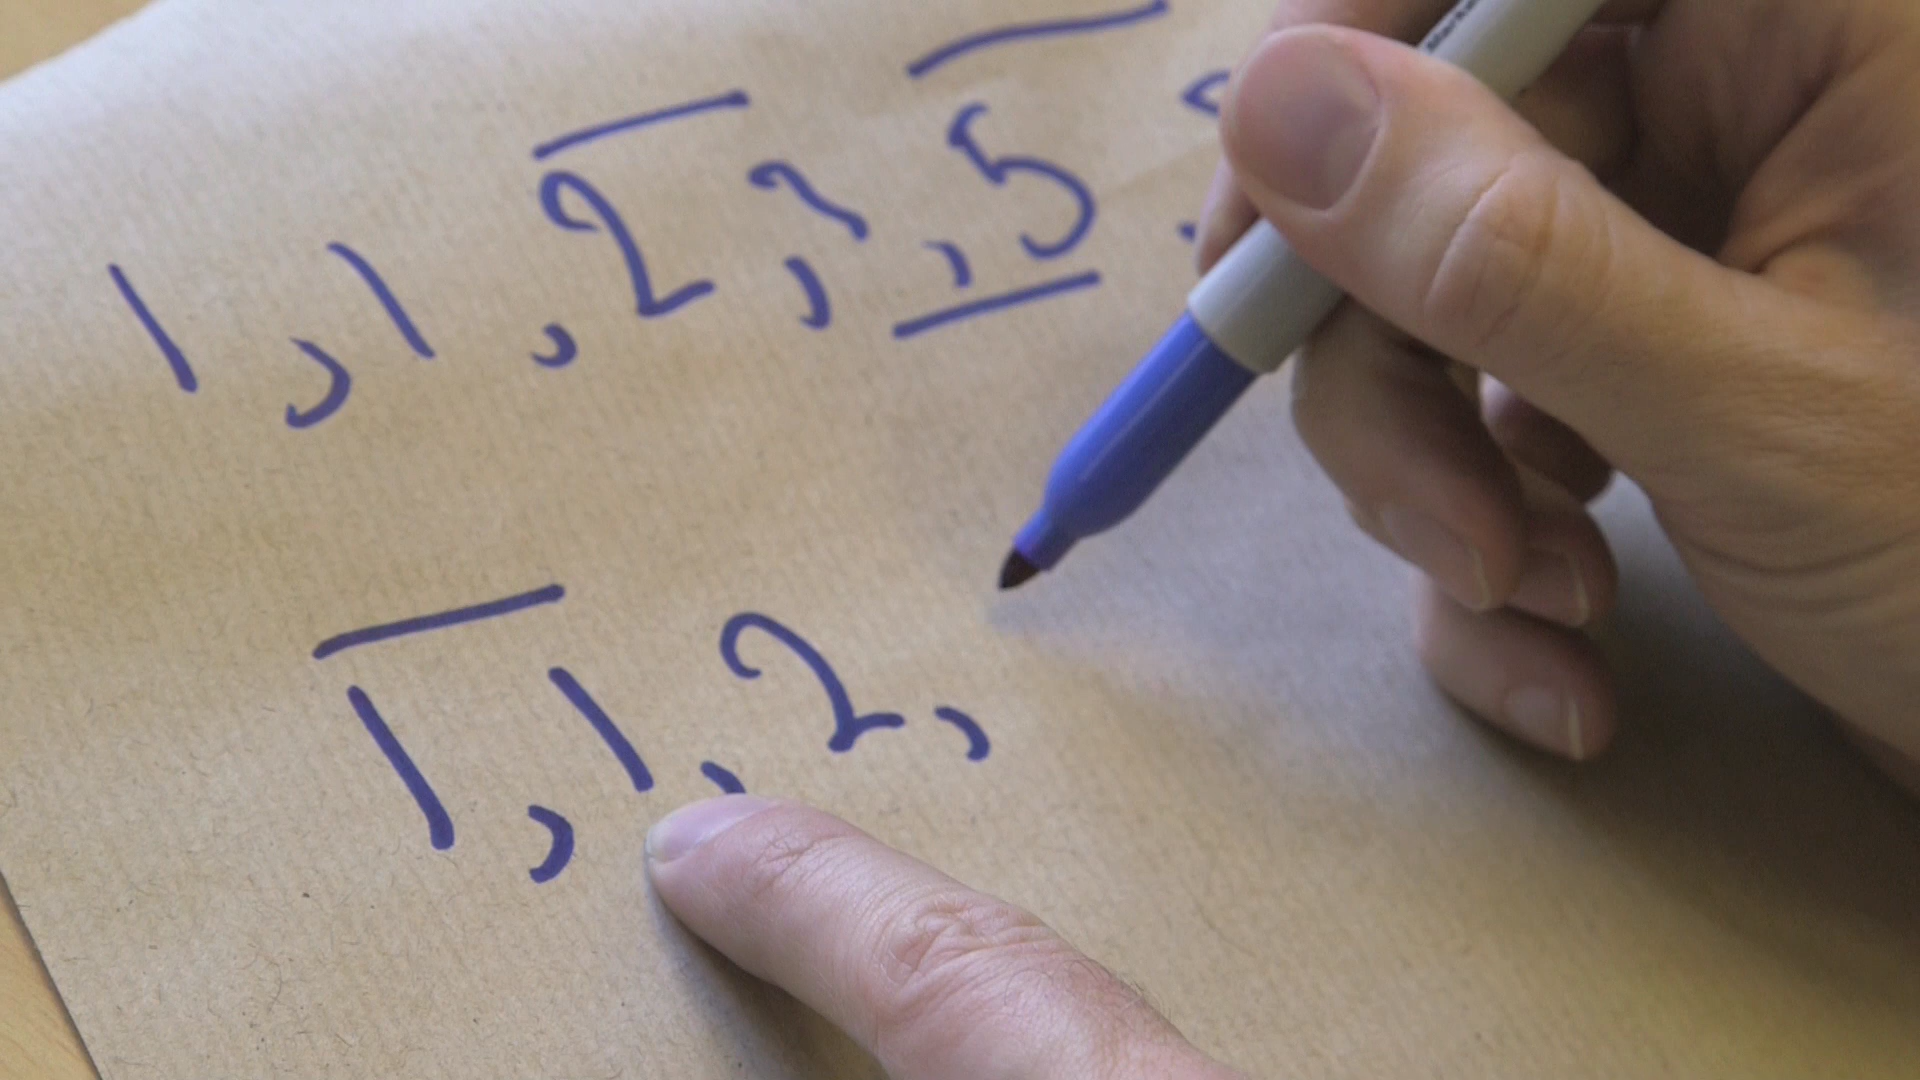 1, 1, 2, 3, 5,
1, 1, 2,